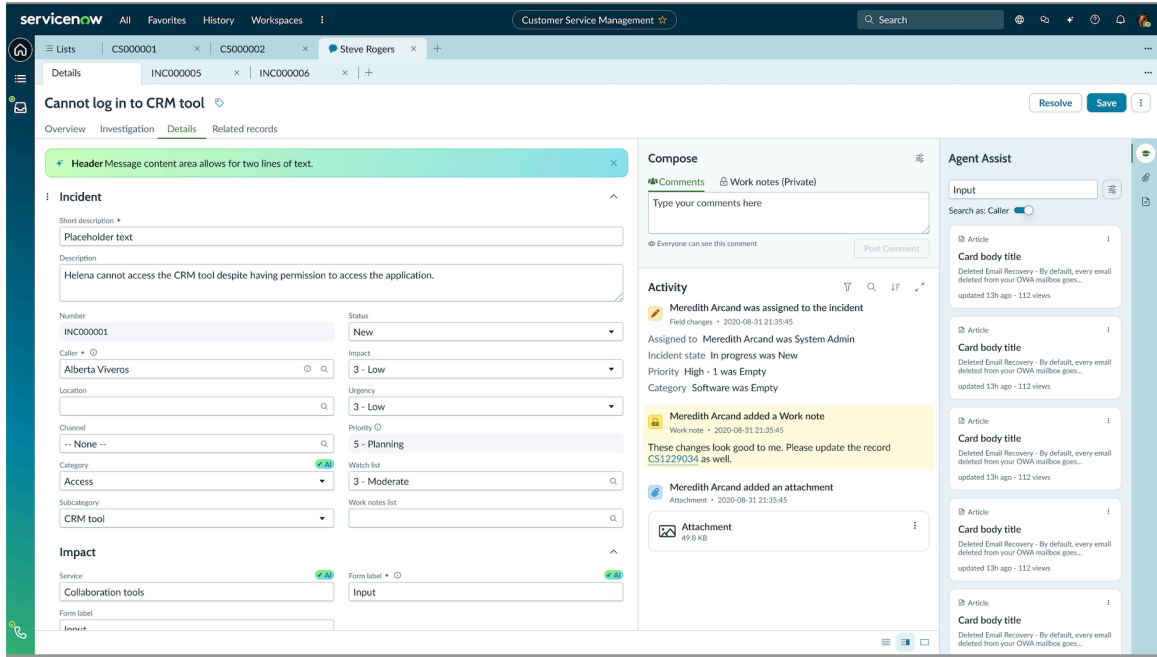 servicenow All Favorites History Workspaces Customer Service Management Search
Lists CS000001 CS000002 Steve Rogers
Details INC000005 INC000006
Cannot log in to CRM tool Resolve Save
Overview Investigation Details Related records
Header Message content area allows for two lines of text.
Incident
Short description
Placeholder text
Description
Helena cannot access the CRM tool despite having permission to access the application.
Number
INC000001
Status
New
Caller
Alberta Viveros
Impact
3 - Low
Location
Urgency
3 - Low
Channel
-- None --
Priority
5 - Planning
Category AI
Access
Watch list
3 - Moderate
Subcategory
CRM tool
Work notes list
Impact
Service AI
Collaboration tools
Form label AI
Input
Form label
Input
Compose
Comments Work notes (Private)
Type your comments here
Everyone can see this comment Post Comment
Activity
Meredith Arcand was assigned to the incident
Field changes • 2020-08-31 21:35:45
Assigned to Meredith Arcand was System Admin
Incident state In progress was New
Priority High - 1 was Empty
Category Software was Empty
Meredith Arcand added a Work note
Work note • 2020-08-31 21:35:45
These changes look good to me. Please update the record
CS1229034 as well.
Meredith Arcand added an attachment
Attachment • 2020-08-31 21:35:45
Attachment
49.8 KB
Agent Assist
Input
Search as: Caller
Article
Card body title
Deleted Email Recovery - By default, every email
deleted from your OWA mailbox goes...
updated 13h ago - 112 views
Article
Card body title
Deleted Email Recovery - By default, every email
deleted from your OWA mailbox goes...
updated 13h ago - 112 views
Article
Card body title
Deleted Email Recovery - By default, every email
deleted from your OWA mailbox goes...
updated 13h ago - 112 views
Article
Card body title
Deleted Email Recovery - By default, every email
deleted from your OWA mailbox goes...
updated 13h ago - 112 views
Article
Card body title
Deleted Email Recovery - By default, every email
deleted from your OWA mailbox goes...